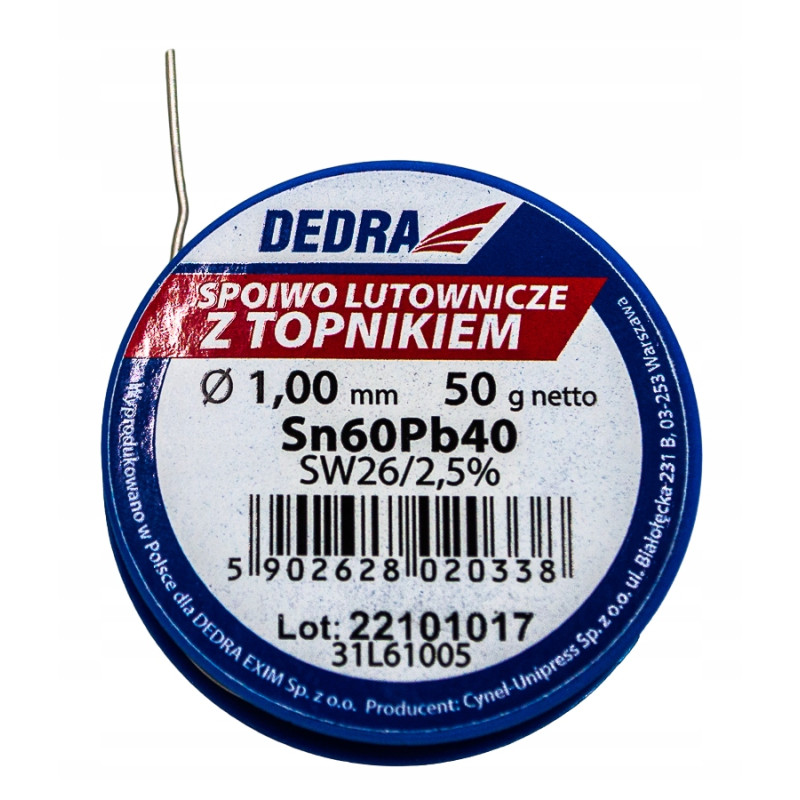 DEDRA
SPOIWO LUTOWNICZE
Z TOPNIKIEM
Ø 1,00 mm 50 g netto
Sn60Pb40
SW26/2,5%
5 902628 020338
Lot: 22101017
31L61005
Wyprodukowano w Polsce dla DEDRA EXIM Sp. z o.o. Producent: Cynel-Unipress Sp. z o.o. ul. Białołęcka 231 B, 03-253 Warszawa